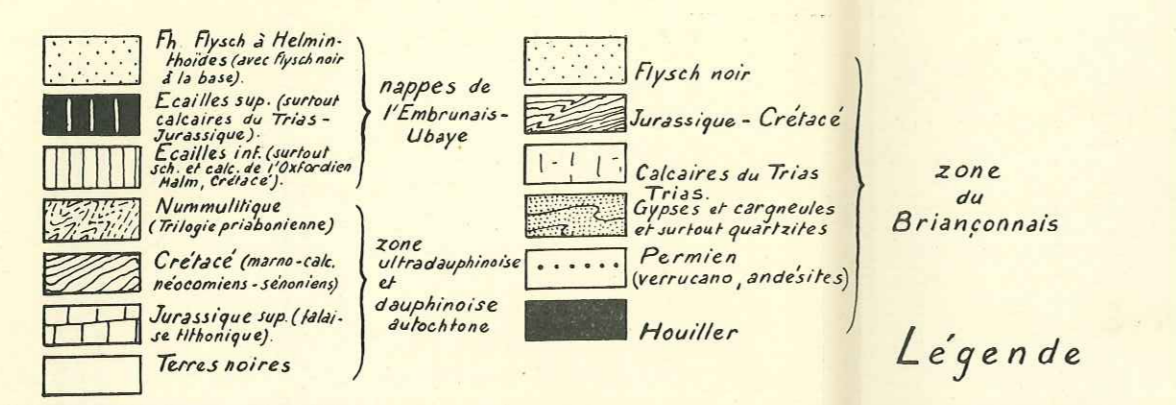 Fh Flysch à Helmin-
thoïdes (avec flysch noir
à la base).
Ecailles sup. (surtout
calcaires du Trias-
Jurassique).
Ecailles inf. (surtout
sch. et calc. de l'Oxfordien
Malm, Crétacé).
nappes de
l'Embrunais-
Ubaye
Nummulitique
(Trilogie priabonienne)
Crétacé (marno-calc.
néocomiens-sénoniens)
Jurassique sup. (falai-
se tithonique).
Terres noires
zone
ultradauphinoise
et
dauphinoise
autochtone
Flysch noir
Jurassique - Crétacé
Calcaires du Trias
Trias.
Gypses et cargneules
et surtout quartzites
Permien
(verrucano, andésites)
Houiller
zone
du
Briançonnais
Légende